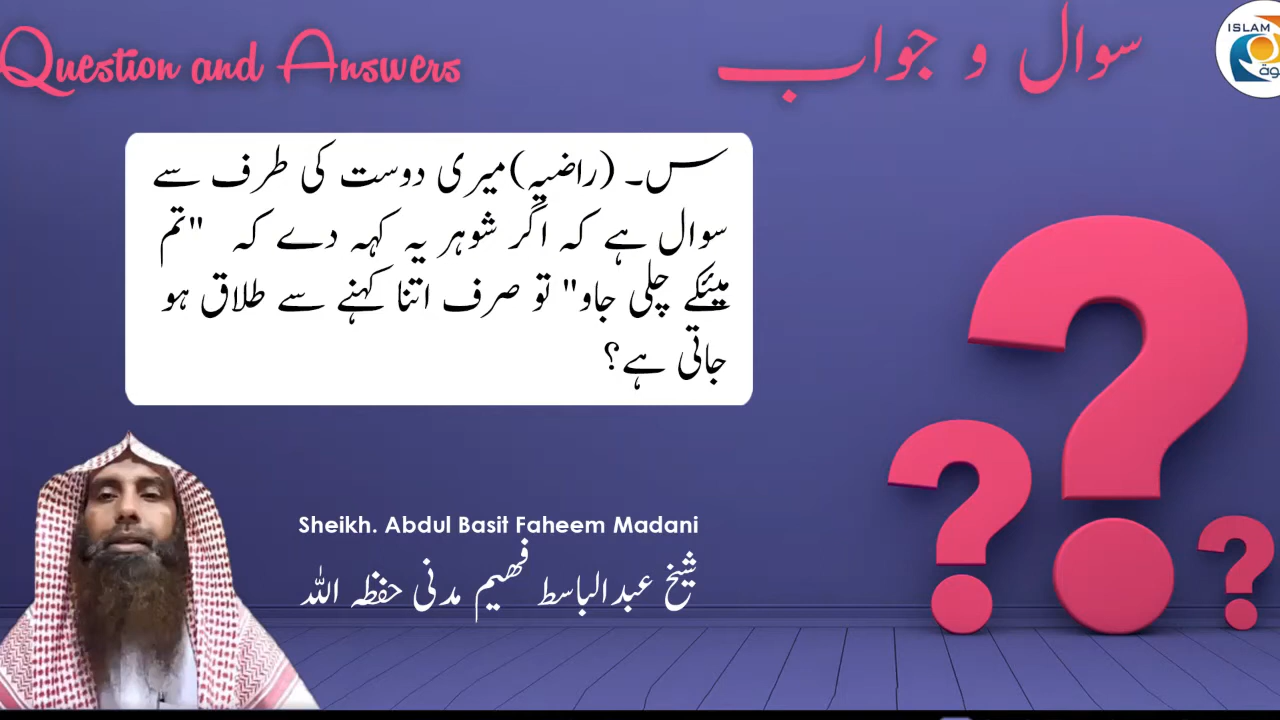 Question and Answers
سوال و جواب
ISLAM
س۔ (راضیہ)میری دوست کی طرف سے
سوال ہے کہ اگر شوہر یہ کہہ دے کہ "تم
میئکے چلی جاو" تو صرف اتنا کہنے سے طلاق ہو
جاتی ہے؟
Sheikh. Abdul Basit Faheem Madani
شیخ عبدالباسط فھیم مدنی حفظہ اللہ